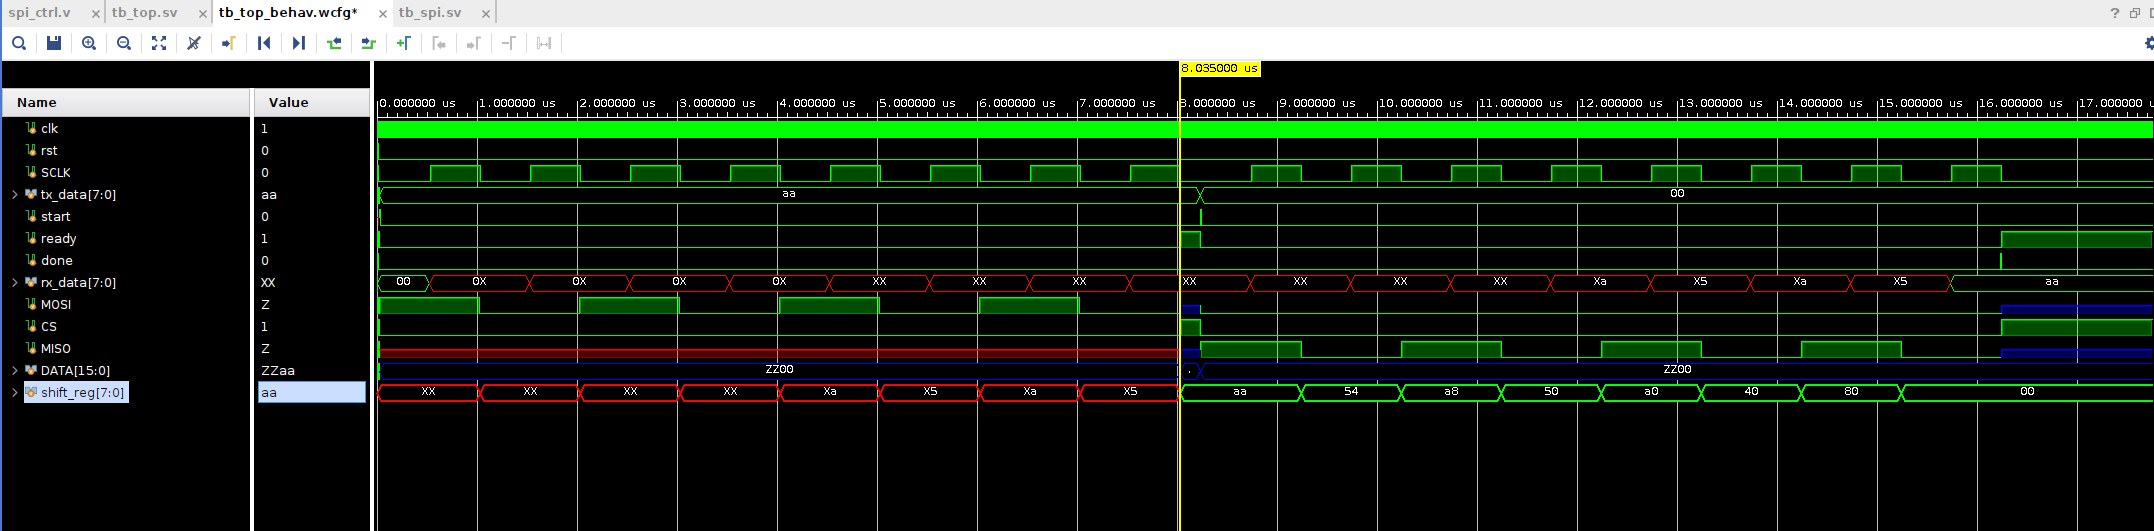 spi_ctrl.v × tb_top.sv × tb_top_behav.wcfg* × tb_spi.sv ×
?
8.035000 us
Name Value
0.000000 us 1.000000 us 2.000000 us 3.000000 us 4.000000 us 5.000000 us 6.000000 us 7.000000 us 8.000000 us 9.000000 us 10.000000 us 11.000000 us 12.000000 us 13.000000 us 14.000000 us 15.000000 us 16.000000 us 17.000000
clk 1
rst 0
SCLK 0
tx_data[7:0] aa aa 00
start 0
ready 1
done 0
rx_data[7:0] XX 00 0X 0X 0X 0X XX XX XX XX XX XX XX Xa X5 Xa X5 aa
MOSI Z
CS 1
MISO Z
DATA[15:0] ZZaa ZZ00 . ZZ00
shift_reg[7:0] aa XX XX XX XX Xa X5 Xa X5 aa 54 a8 50 a0 40 80 00